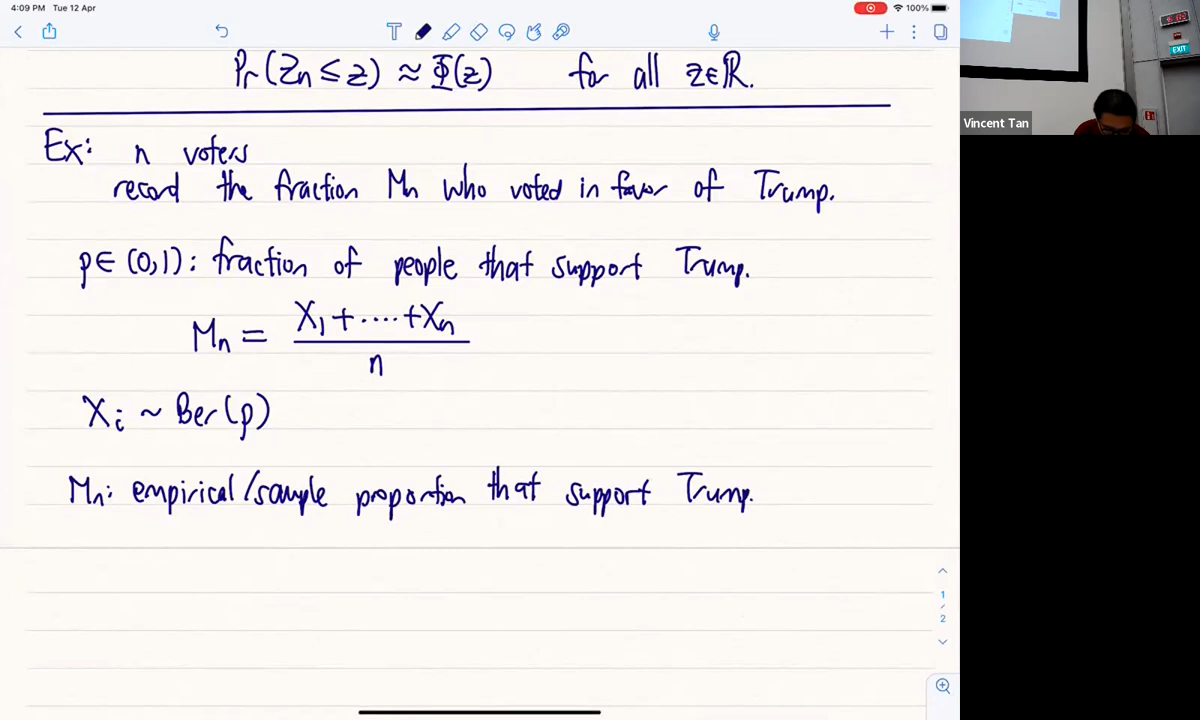 4:09 PM Tue 12 Apr
100%
Pr(Zn ≤ z) ≈ Φ(z) for all z∈ℝ.
Ex: n voters
record the fraction Mn who voted in favor of Trump.
p∈ (0,1): fraction of people that support Trump.
Mn = X1 + .... + Xn
n
Xi ~ Ber(p)
Mn: empirical/sample proportion that support Trump.
1
/
2
EXIT
Vincent Tan